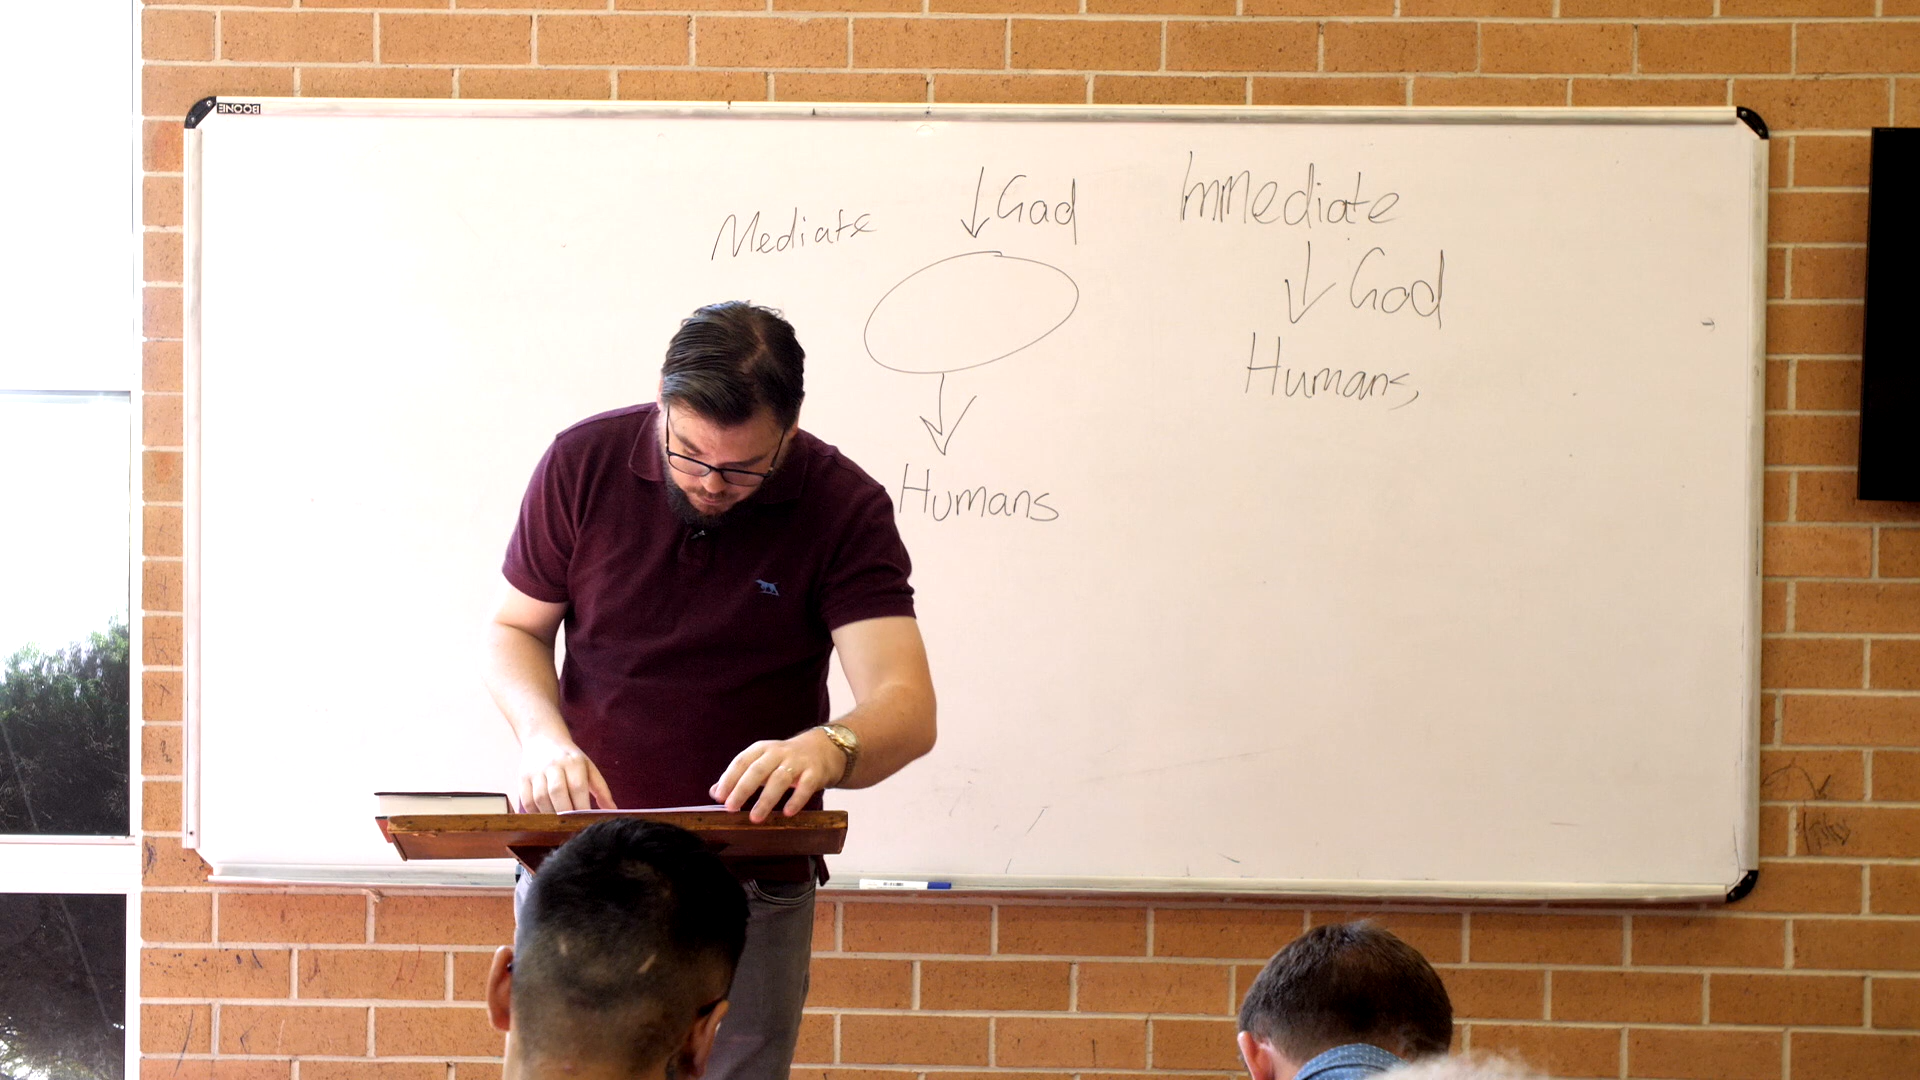 BOONE
Mediate
God
Humans
Immediate
God
Humans,